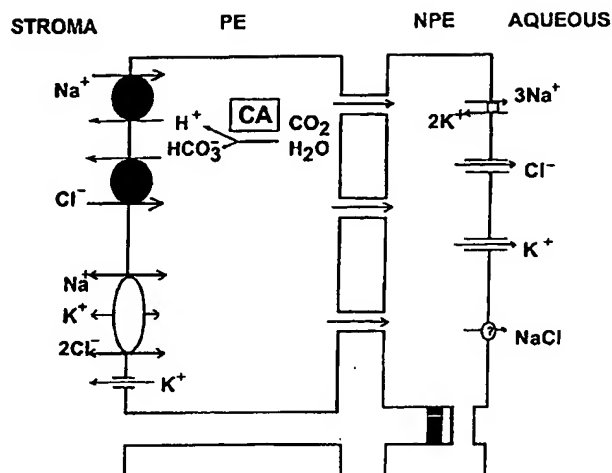 STROMA PE NPE AQUEOUS
Na⁺ 3Na⁺
H⁺ CA CO₂ 2K⁺
HCO₃⁻ H₂O
Cl⁻ Cl⁻
Na⁺ K⁺
K⁺ ? NaCl
2Cl⁻
K⁺